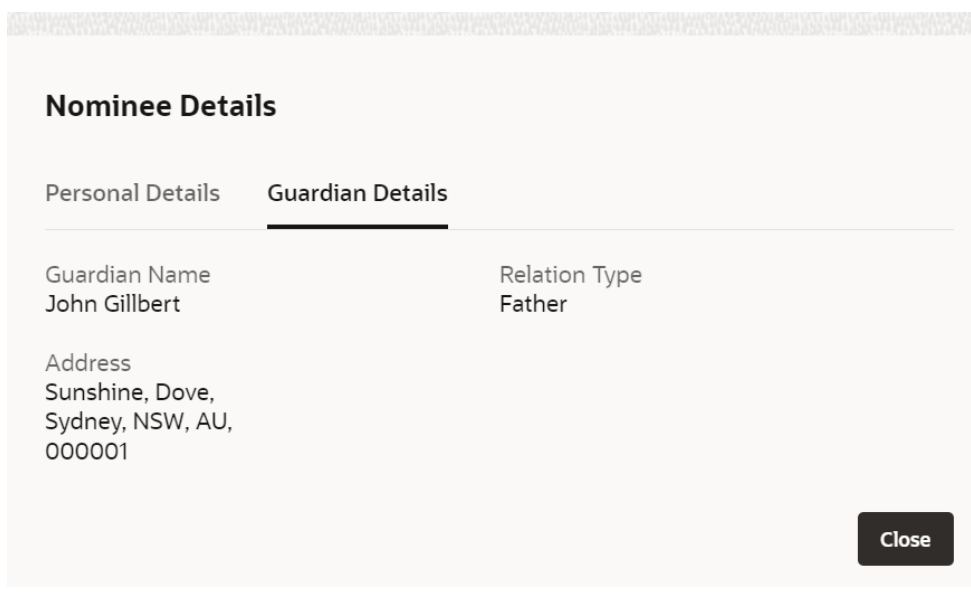 Nominee Details
Personal Details Guardian Details
Guardian Name Relation Type
John Gillbert Father
Address
Sunshine, Dove,
Sydney, NSW, AU,
000001
Close